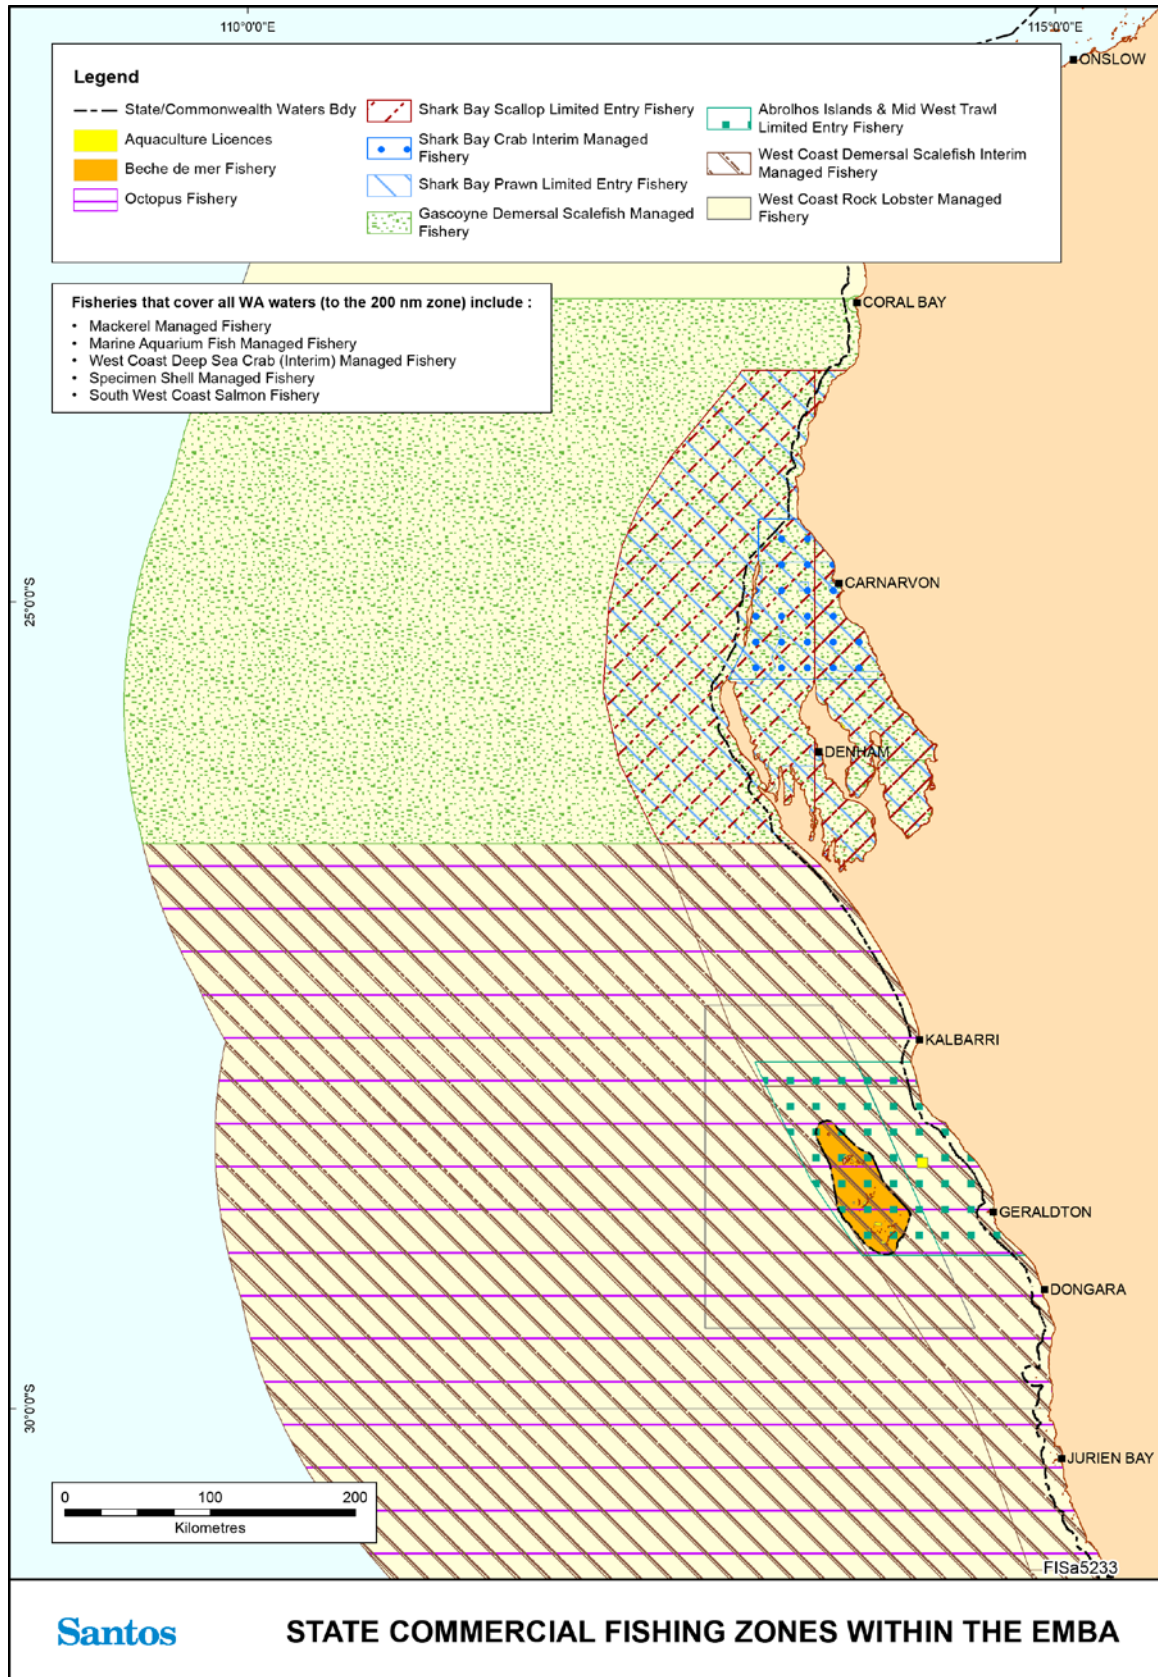 110°0'0"E
115°0'0"E
Legend
State/Commonwealth Waters Bdy
Aquaculture Licences
Beche de mer Fishery
Octopus Fishery
Shark Bay Scallop Limited Entry Fishery
Shark Bay Crab Interim Managed
Fishery
Shark Bay Prawn Limited Entry Fishery
Gascoyne Demersal Scalefish Managed
Fishery
Abrolhos Islands & Mid West Trawl
Limited Entry Fishery
West Coast Demersal Scalefish Interim
Managed Fishery
West Coast Rock Lobster Managed
Fishery
ONSLOW
Fisheries that cover all WA waters (to the 200 nm zone) include :
• Mackerel Managed Fishery
• Marine Aquarium Fish Managed Fishery
• West Coast Deep Sea Crab (Interim) Managed Fishery
• Specimen Shell Managed Fishery
• South West Coast Salmon Fishery
CORAL BAY
25°0'0"S
CARNARVON
DENHAM
KALBARRI
GERALDTON
DONGARA
30°0'0"S
JURIEN BAY
0 100 200
Kilometres
FISa5233
Santos
STATE COMMERCIAL FISHING ZONES WITHIN THE EMBA